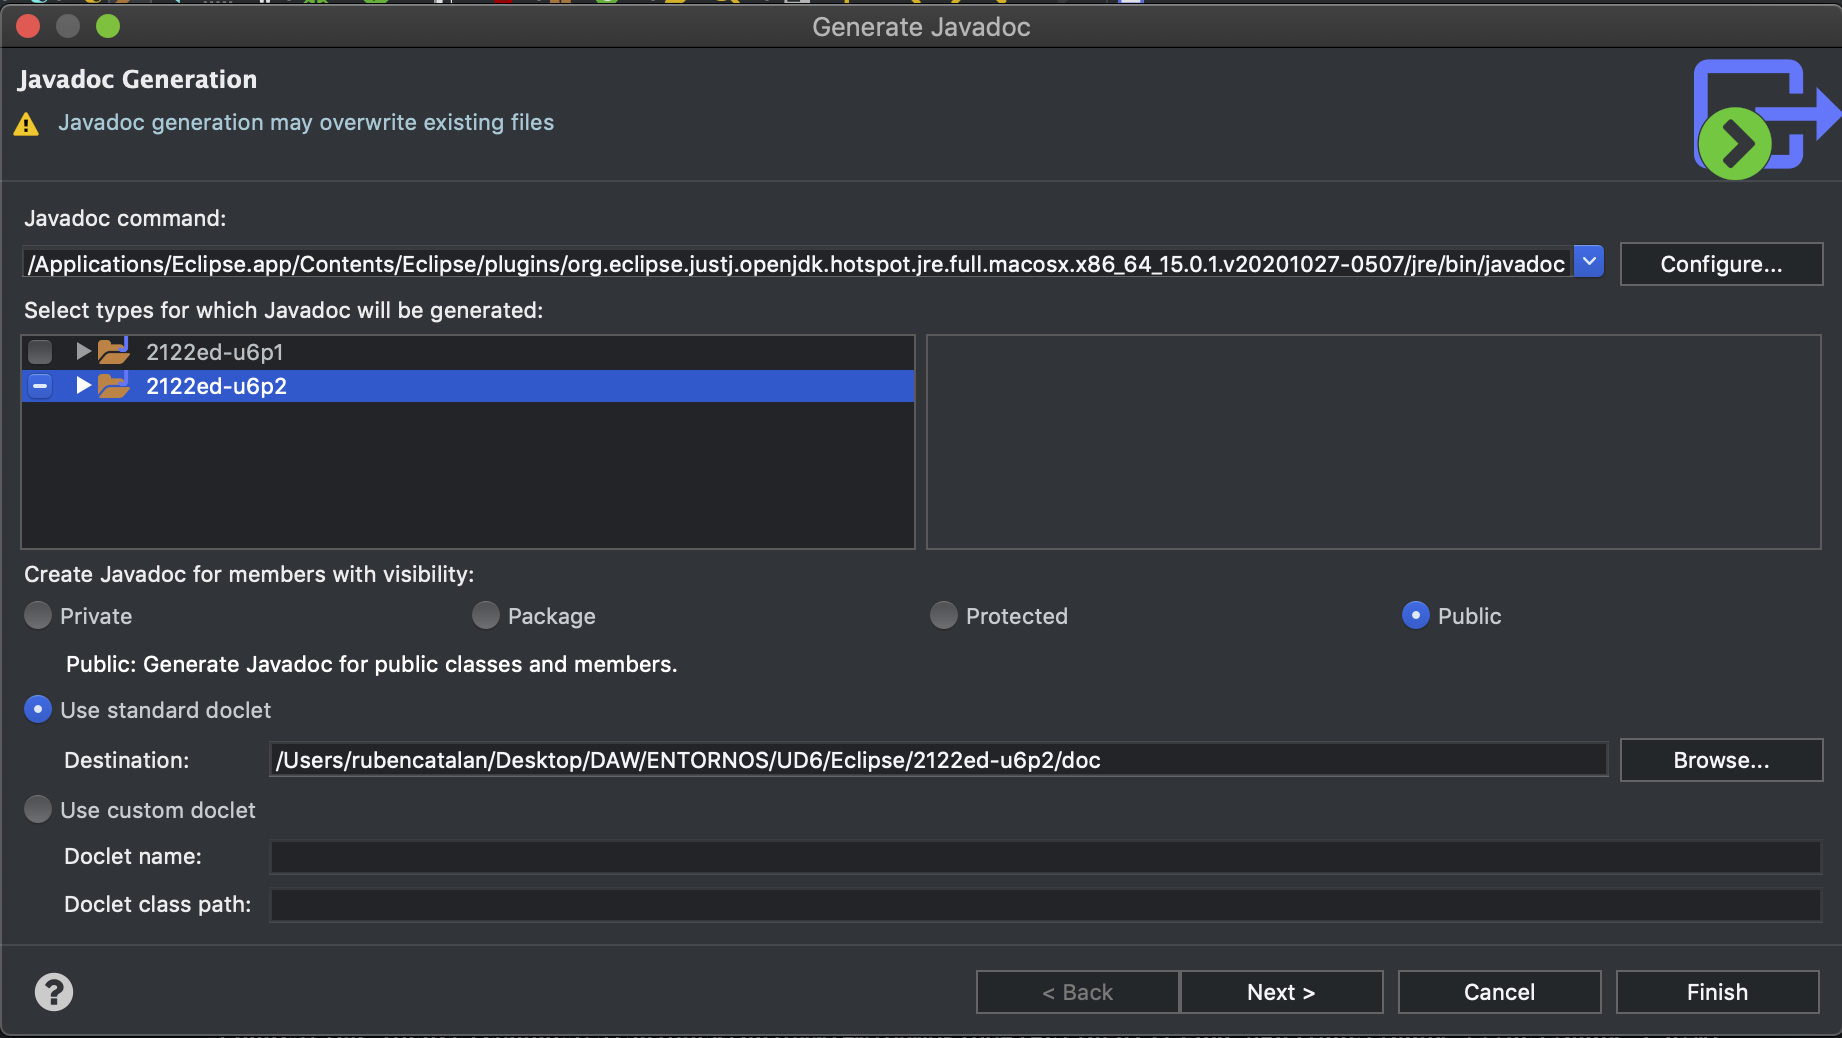 Generate Javadoc
Javadoc Generation
Javadoc generation may overwrite existing files
Javadoc command:
/Applications/Eclipse.app/Contents/Eclipse/plugins/org.eclipse.justj.openjdk.hotspot.jre.full.macosx.x86_64_15.0.1.v20201027-0507/jre/bin/javadoc
Configure...
Select types for which Javadoc will be generated:
2122ed-u6p1
2122ed-u6p2
Create Javadoc for members with visibility:
Private Package Protected Public
Public: Generate Javadoc for public classes and members.
Use standard doclet
Destination: /Users/rubencatalan/Desktop/DAW/ENTORNOS/UD6/Eclipse/2122ed-u6p2/doc Browse...
Use custom doclet
Doclet name:
Doclet class path:
? < Back Next > Cancel Finish